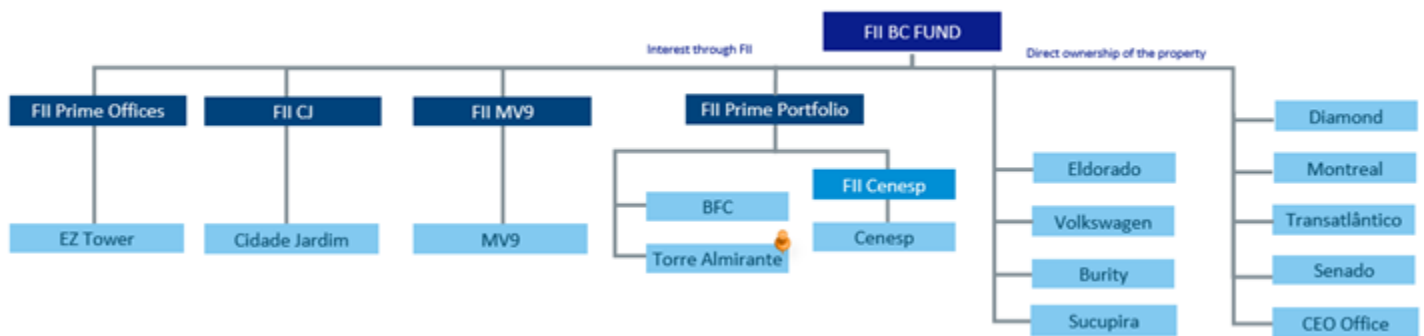 FII BC FUND
Interest through FII
Direct ownership of the property
FII Prime Offices
FII CJ
FII MV9
FII Prime Portfolio
Diamond
Eldorado
Montreal
FII Cenesp
BFC
Volkswagen
Transatlântico
EZ Tower
Cidade Jardim
MV9
Cenesp
Torre Almirante
Burity
Senado
Sucupira
CEO Office